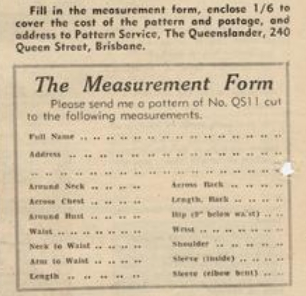 Fill in the measurement form, enclose 1/6 to
cover the cost of the pattern and postage, and
address to Pattern Service, The Queenslander, 240
Queen Street, Brisbane.
The Measurement Form
Please send me a pattern of No. QS11 cut
to the following measurements.
Full Name .. .. .. .. .. .. .. .. .. .. .. .. ..
Address .. .. .. .. .. .. .. .. .. .. .. .. .. ..
.. .. .. .. .. .. .. .. .. .. .. .. .. .. .. ..
Around Neck .. .. .. .. Across Back .. .. .. ..
Across Chest .. .. .. .. Length, Back .. .. ..
Around Bust .. .. .. .. Hip (9" below wa'st) .. ..
Waist .. .. .. .. .. .. Wrist .. .. .. .. ..
Neck to Waist .. .. .. Shoulder .. .. .. ..
Arm to Waist .. .. .. .. Sleeve (inside) .. .. ..
Length .. .. .. .. .. Sleeve (elbow bent) .. ..